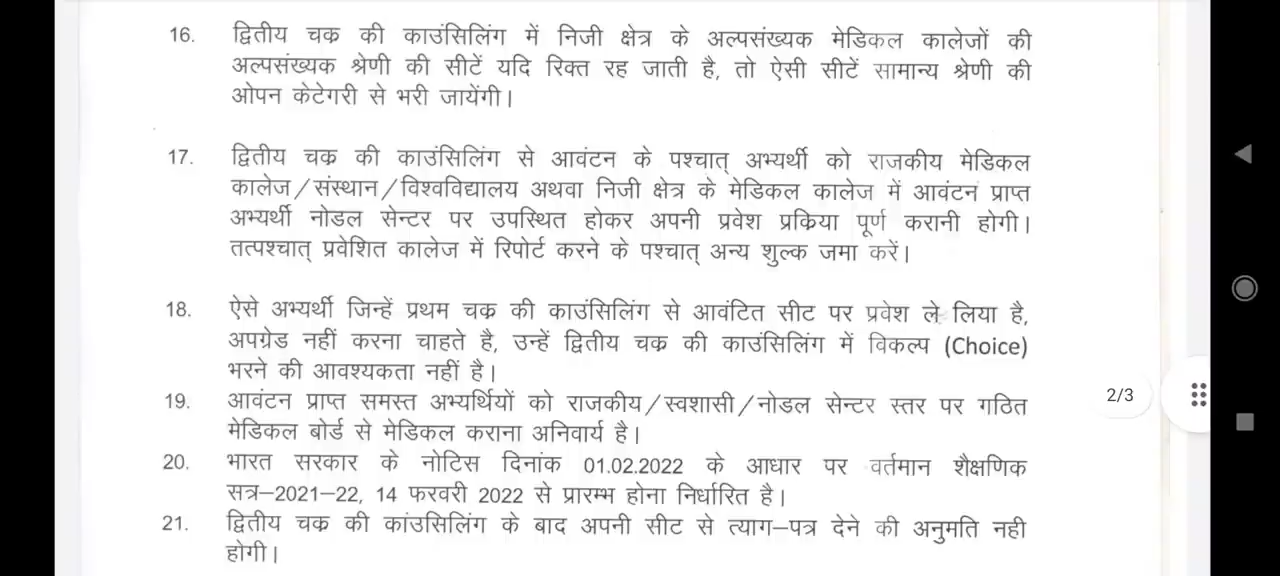 16. द्वितीय चक्र की काउंसिलिंग में निजी क्षेत्र के अल्पसंख्यक मेडिकल कालेजों की
अल्पसंख्यक श्रेणी की सीटें यदि रिक्त रह जाती है, तो ऐसी सीटें सामान्य श्रेणी की
ओपन केटेगरी से भरी जायेंगी।
17. द्वितीय चक्र की काउंसिलिंग से आवंटन के पश्चात् अभ्यर्थी को राजकीय मेडिकल
कालेज/संस्थान/विश्वविद्यालय अथवा निजी क्षेत्र के मेडिकल कालेज में आवंटन प्राप्त
अभ्यर्थी नोडल सेन्टर पर उपस्थित होकर अपनी प्रवेश प्रक्रिया पूर्ण करानी होगी।
तत्पश्चात् प्रवेशित कालेज में रिपोर्ट करने के पश्चात् अन्य शुल्क जमा करें।
18. ऐसे अभ्यर्थी जिन्हें प्रथम चक्र की काउंसिलिंग से आवंटित सीट पर प्रवेश ले लिया है,
अपग्रेड नहीं करना चाहते है, उन्हें द्वितीय चक्र की काउंसिलिंग में विकल्प (Choice)
भरने की आवश्यकता नहीं है।
19. आवंटन प्राप्त समस्त अभ्यर्थियों को राजकीय/स्वशासी/नोडल सेन्टर स्तर पर गठित
मेडिकल बोर्ड से मेडिकल कराना अनिवार्य है।
20. भारत सरकार के नोटिस दिनांक 01.02.2022 के आधार पर वर्तमान शैक्षणिक
सत्र–2021–22, 14 फरवरी 2022 से प्रारम्भ होना निर्धारित है।
21. द्वितीय चक्र की कांउसिलिंग के बाद अपनी सीट से त्याग–पत्र देने की अनुमति नही
होगी।
2/3